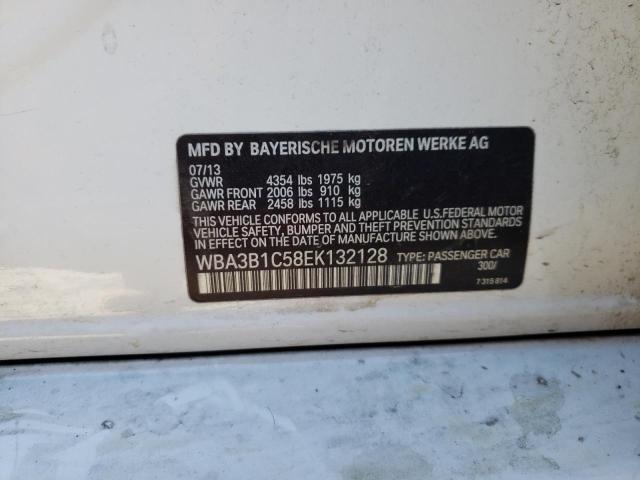 MFD BY BAYERISCHE MOTOREN WERKE AG
07/13
GVWR 4354 lbs 1975 kg
GAWR FRONT 2006 lbs 910 kg
GAWR REAR 2458 lbs 1115 kg
THIS VEHICLE CONFORMS TO ALL APPLICABLE U.S.FEDERAL MOTOR
VEHICLE SAFETY, BUMPER AND THEFT PREVENTION STANDARDS
IN EFFECT ON THE DATE OF MANUFACTURE SHOWN ABOVE.
WBA3B1C58EK132128 TYPE: PASSENGER CAR
300/
7315814